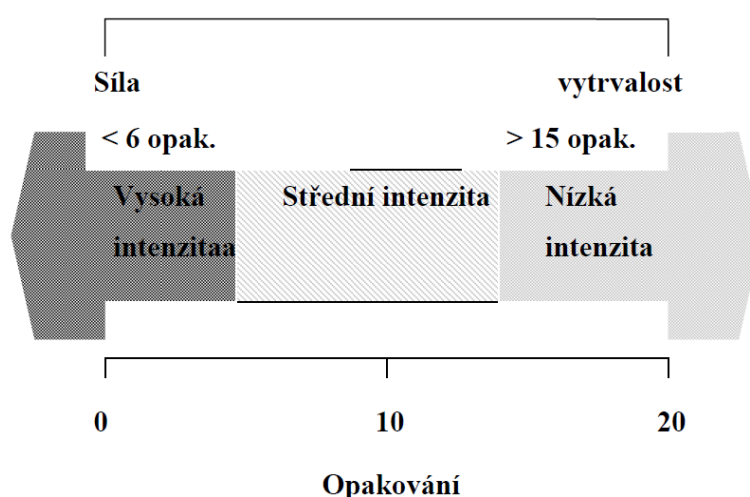 Síla vytrvalost
< 6 opak. > 15 opak.
Vysoká Střední intenzita Nízká
intenzitaa intenzita
0 10 20
Opakování